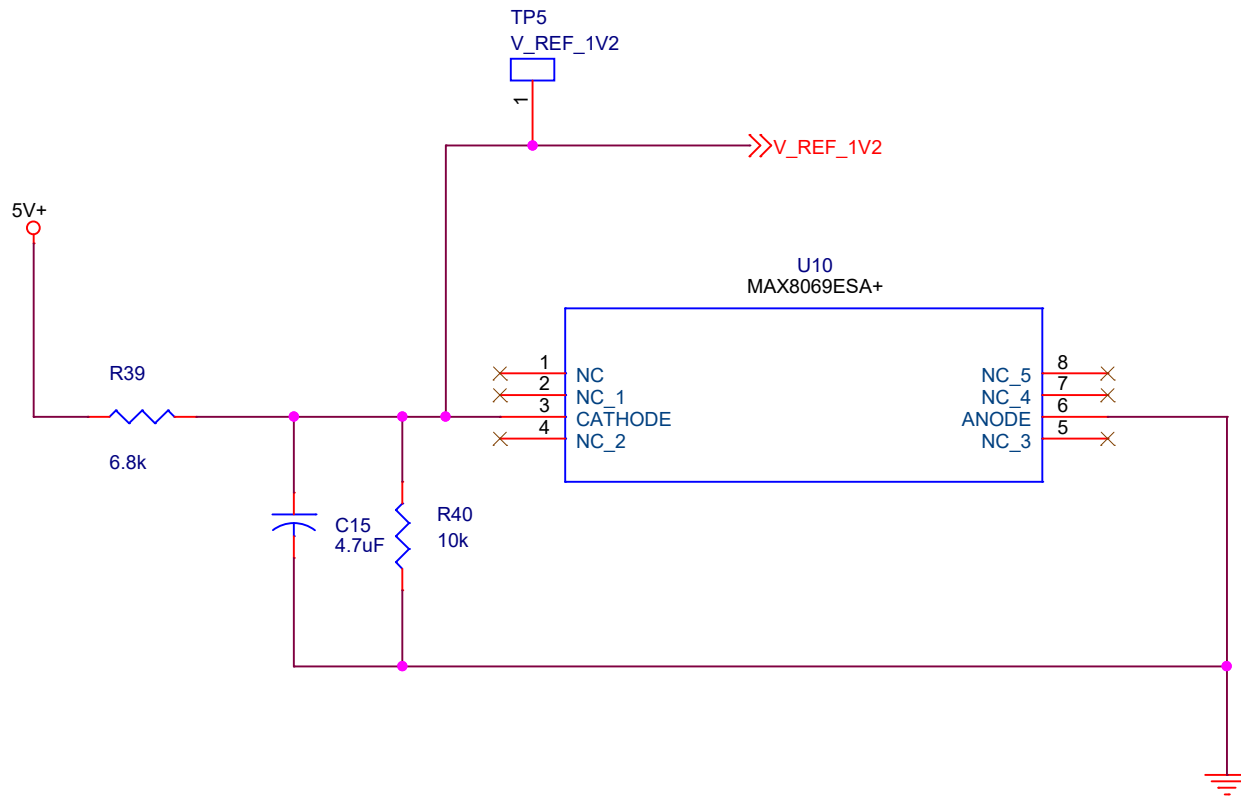 TP5
V_REF_1V2
1
V_REF_1V2
5V+
U10
MAX8069ESA+
R39
6.8k
1
NC
2
NC_1
3
CATHODE
4
NC_2
8
NC_5
7
NC_4
6
ANODE
5
NC_3
C15
4.7uF
R40
10k